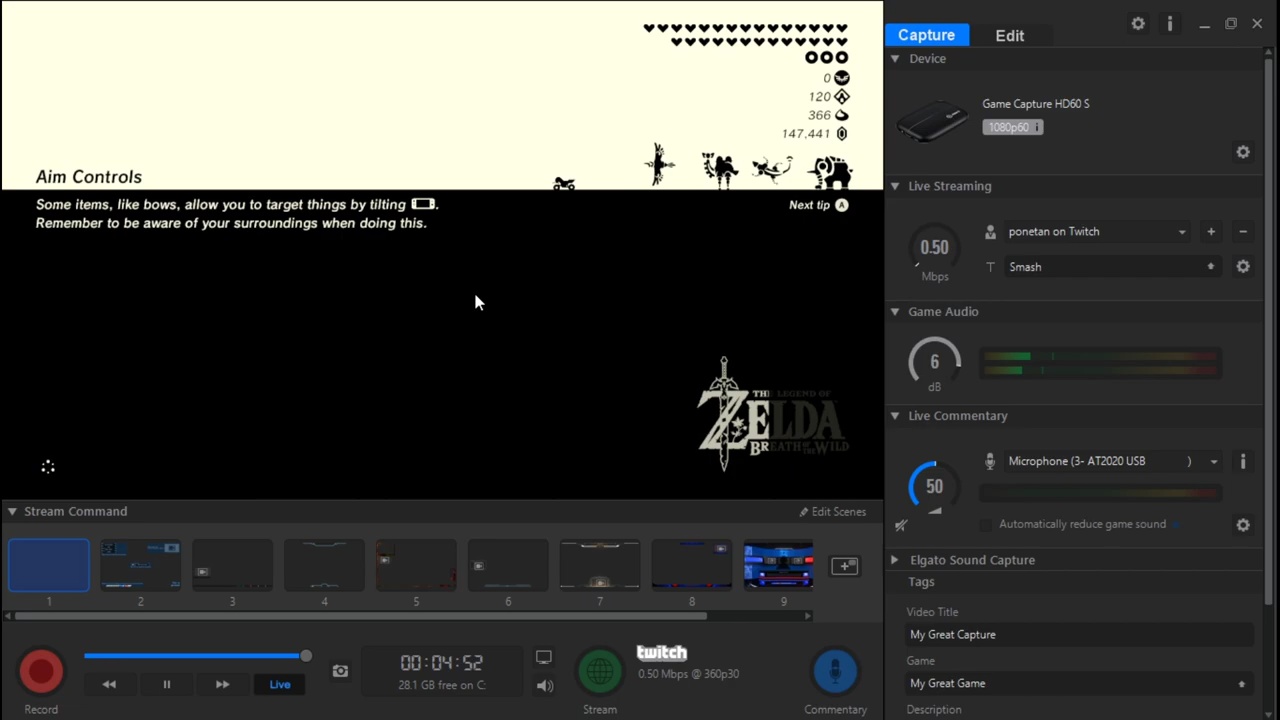 Capture
Edit
Device
Game Capture HD60 S
1080p60 i
0
120
366
147,441
Aim Controls
Some items, like bows, allow you to target things by tilting .
Remember to be aware of your surroundings when doing this.
Next tip A
Live Streaming
0.50
Mbps
ponetan on Twitch
T Smash
Game Audio
6
dB
Live Commentary
50
Microphone (3- AT2020 USB )
Automatically reduce game sound
Elgato Sound Capture
Tags
Video Title
My Great Capture
Game
My Great Game
Description
THE LEGEND OF
ZELDA
BREATH OF THE WILD
Stream Command
Edit Scenes
1 2 3 4 5 6 7 8 9
Live
00:04:52
28.1 GB free on C:
twitch
0.50 Mbps @ 360p30
Record
Stream
Commentary